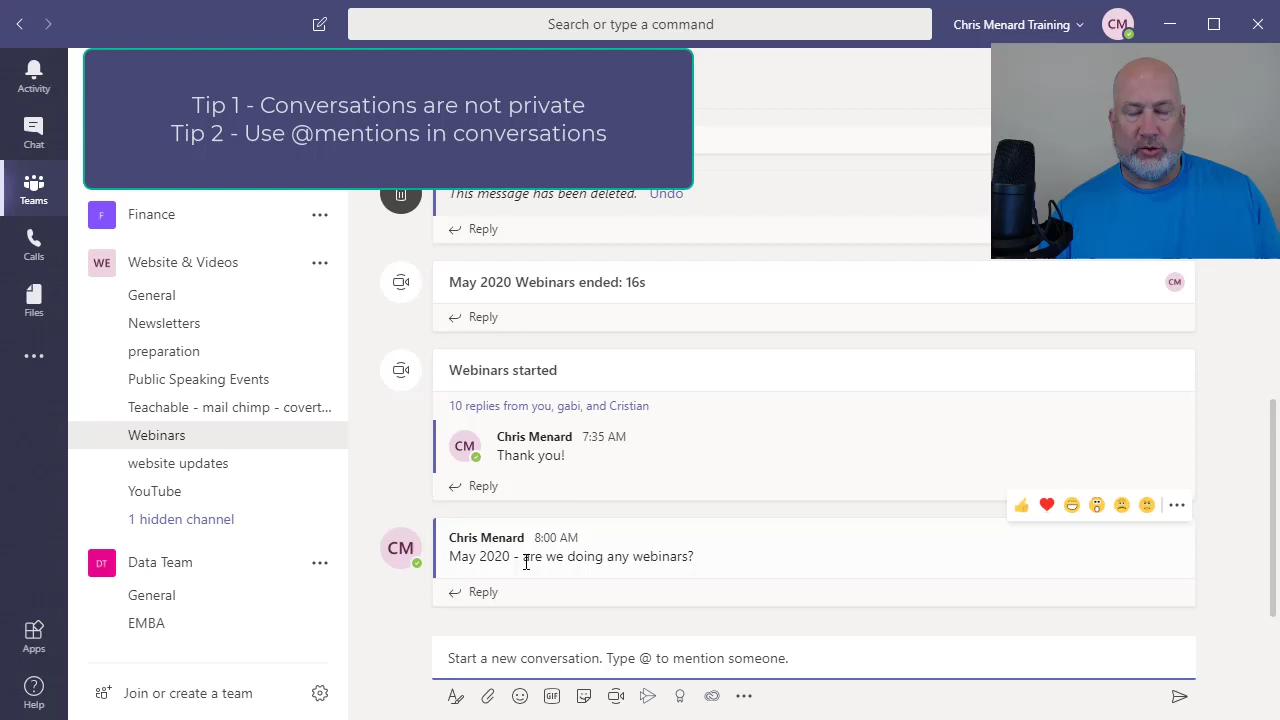 Search or type a command
Chris Menard Training
CM
Tip 1 - Conversations are not private
Tip 2 - Use @mentions in conversations
Activity
Chat
Teams
Calls
Files
Apps
Help
F
Finance
WE
Website & Videos
General
Newsletters
preparation
Public Speaking Events
Teachable - mail chimp - covert...
Webinars
website updates
YouTube
1 hidden channel
DT
Data Team
General
EMBA
Join or create a team
This message has been deleted. Undo
Reply
May 2020 Webinars ended: 16s
CM
Reply
Webinars started
10 replies from you, gabi, and Cristian
CM
Chris Menard 7:35 AM
Thank you!
Reply
CM
Chris Menard 8:00 AM
May 2020 - are we doing any webinars?
Reply
Start a new conversation. Type @ to mention someone.
GIF